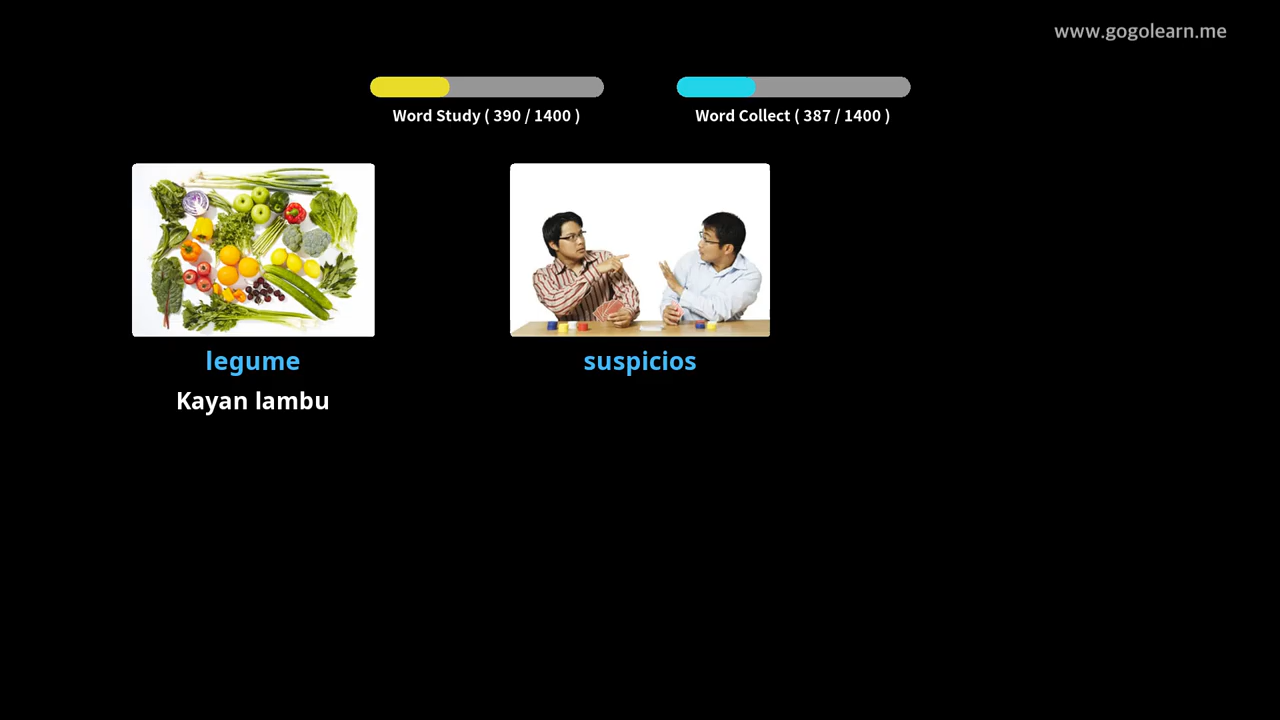 www.gogolearn.me
Word Study ( 390 / 1400 )
Word Collect ( 387 / 1400 )
legume
Kayan lambu
suspicios